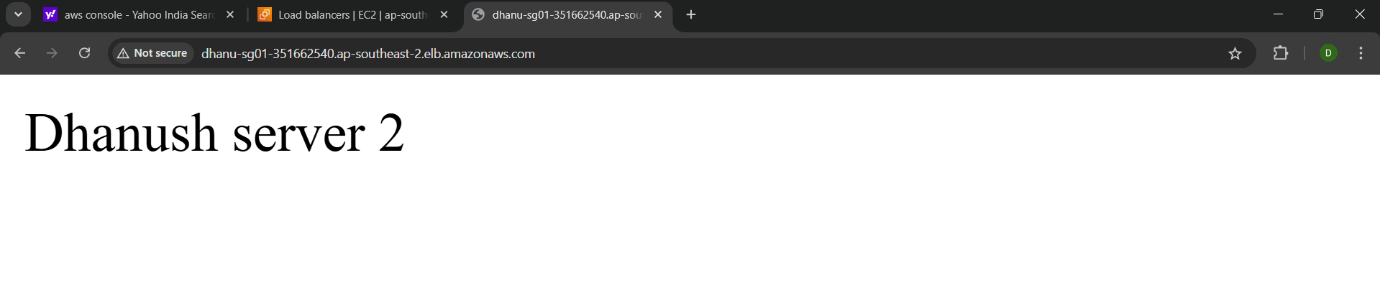 aws console - Yahoo India Sear
Load balancers | EC2 | ap-south
dhanu-sg01-351662540.ap-sou
Not secure
dhanu-sg01-351662540.ap-southeast-2.elb.amazonaws.com
D
Dhanush server 2